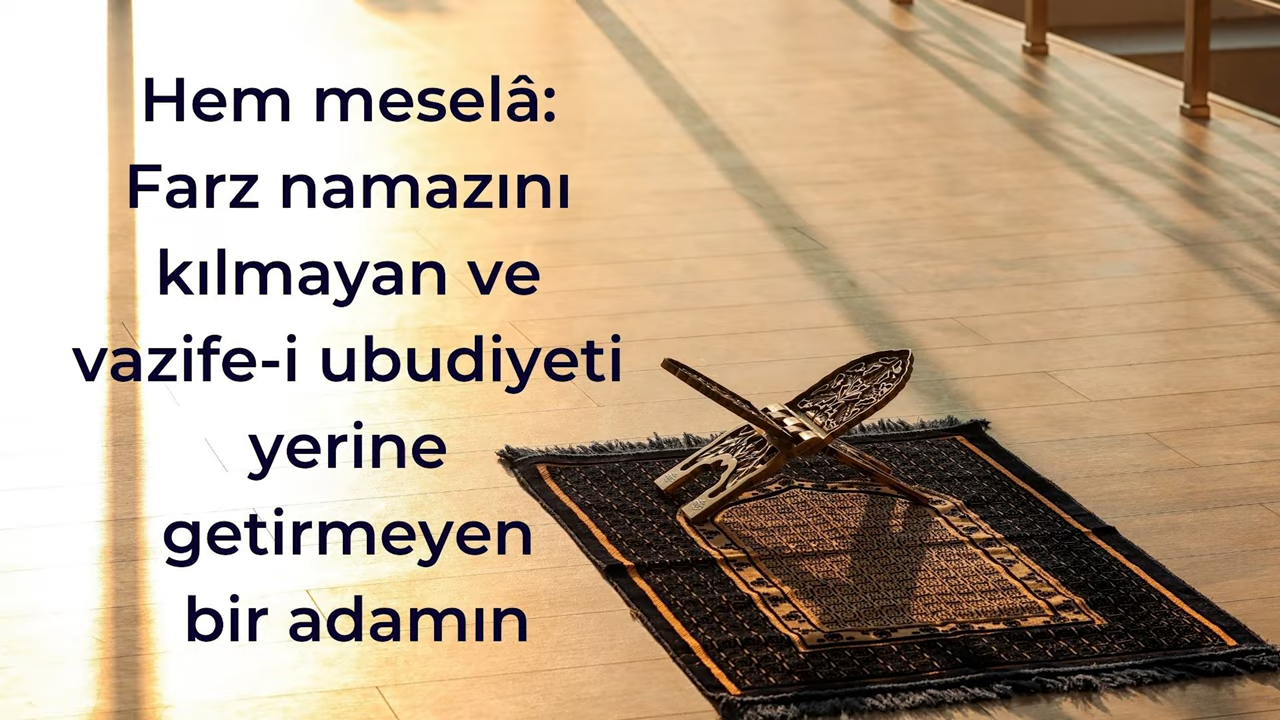 Hem meselâ:
Farz namazını
kılmayan ve
vazife-i ubudiyeti
yerine
getirmeyen
bir adamın